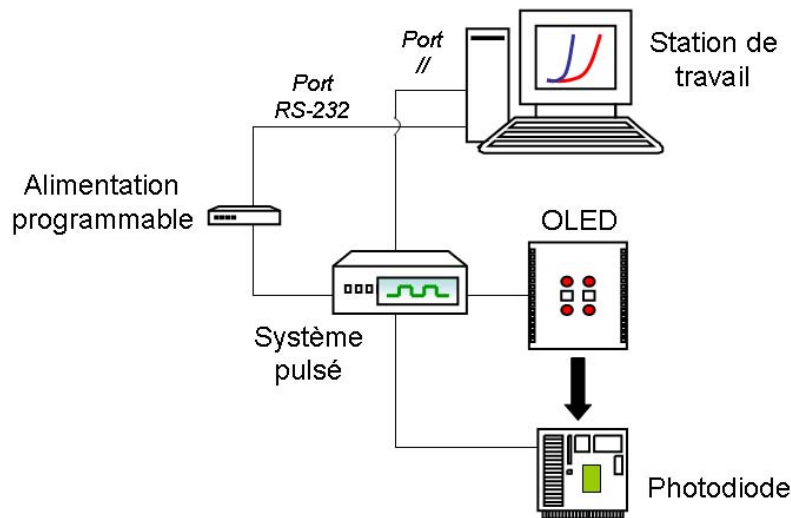 Port
//
Station de
travail
Port
RS-232
Alimentation
programmable
OLED
Système
pulsé
Photodiode